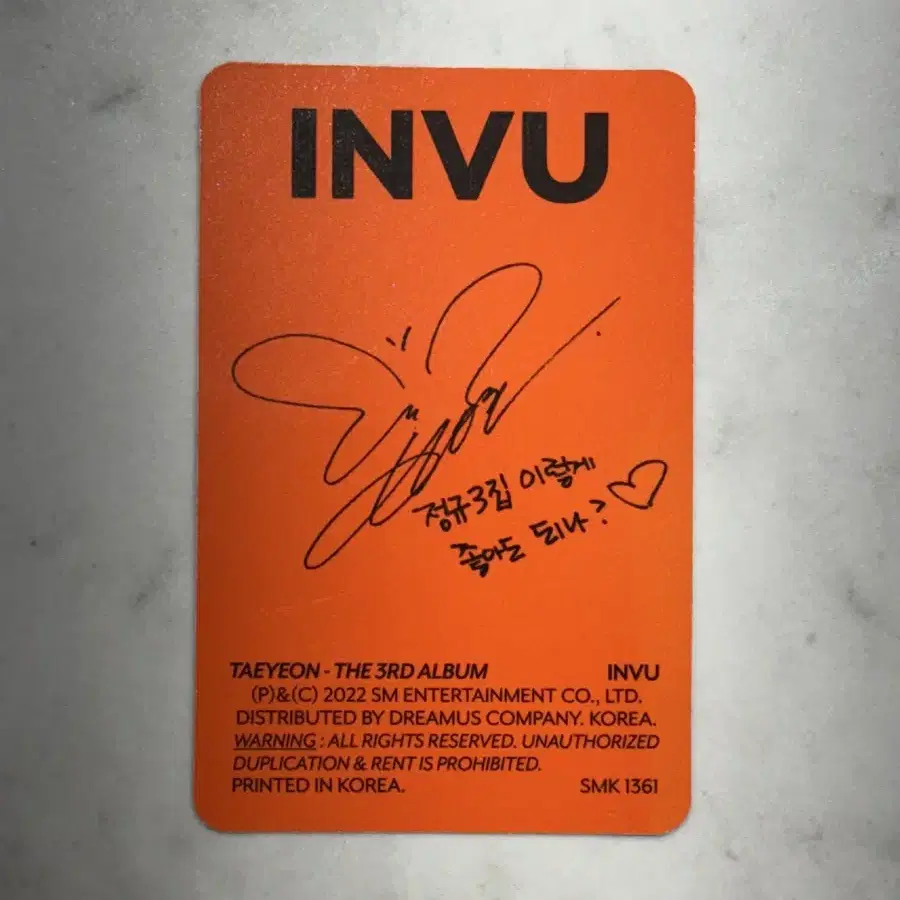 INVU
정규3집 이렇게
좋아도 되나?
TAEYEON - THE 3RD ALBUM INVU
(P)&(C) 2022 SM ENTERTAINMENT CO., LTD.
DISTRIBUTED BY DREAMUS COMPANY. KOREA.
WARNING : ALL RIGHTS RESERVED. UNAUTHORIZED
DUPLICATION & RENT IS PROHIBITED.
PRINTED IN KOREA. SMK 1361